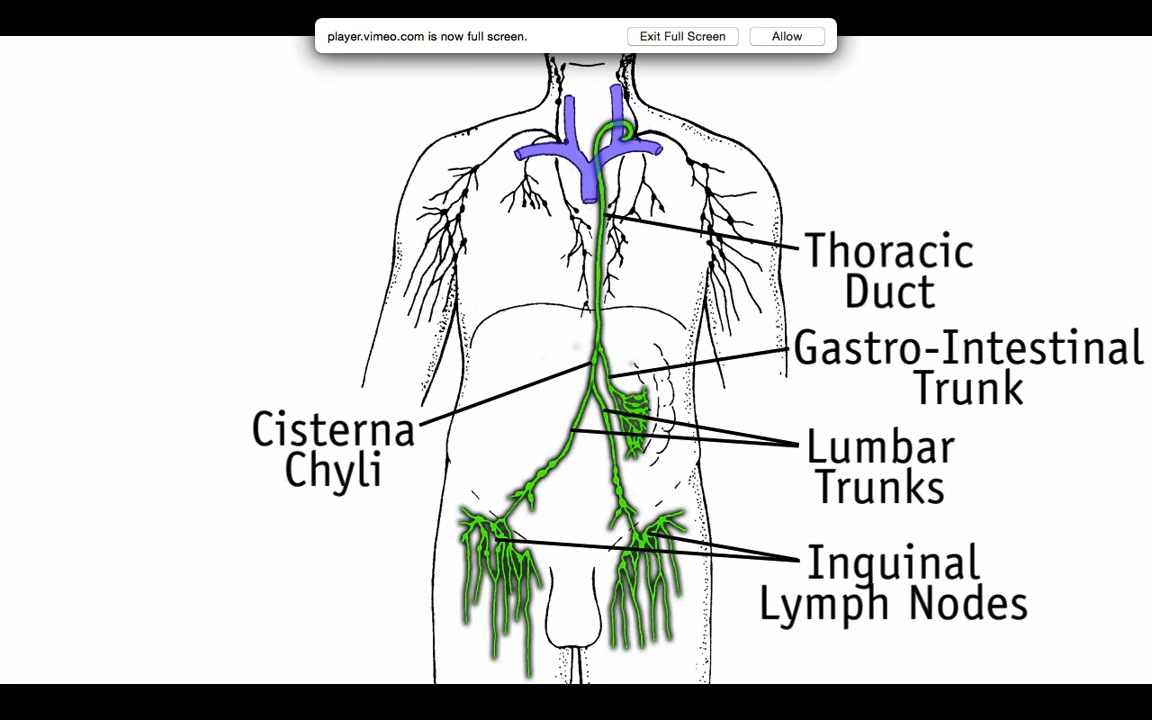 player.vimeo.com is now full screen.
Exit Full Screen
Allow
Thoracic
Duct
Gastro-Intestinal
Trunk
Cisterna
Chyli
Lumbar
Trunks
Inguinal
Lymph Nodes